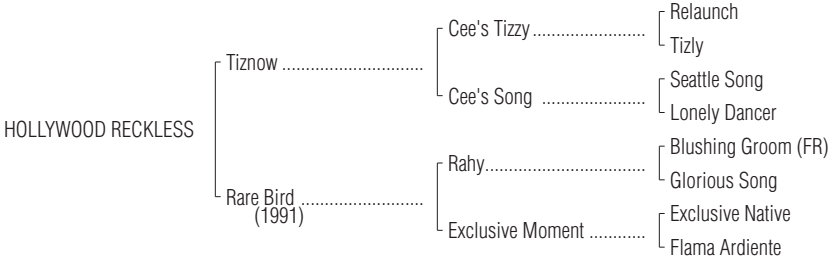 Relaunch
Cee's Tizzy ............................
Tizly
Tiznow ...................................
Seattle Song
Cee's Song .........................
Lonely Dancer
HOLLYWOOD RECKLESS
Blushing Groom (FR)
Rahy.......................................
Glorious Song
Rare Bird ..............................
(1991)
Exclusive Native
Exclusive Moment ..............
Flama Ardiente